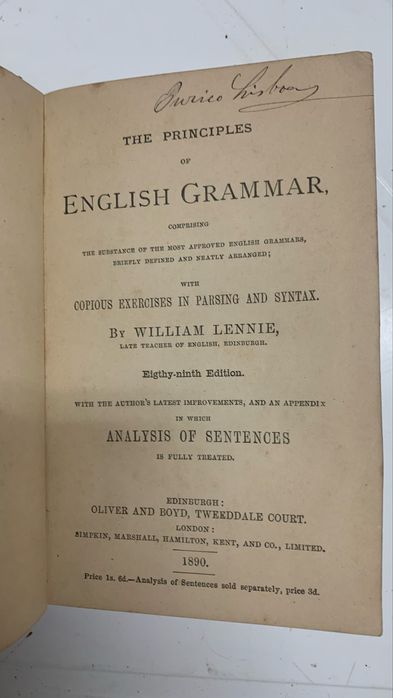 Eurico Lisboa
THE PRINCIPLES
OF
ENGLISH GRAMMAR,
COMPRISING
THE SUBSTANCE OF THE MOST APPROVED ENGLISH GRAMMARS,
BRIEFLY DEFINED AND NEATLY ARRANGED;
WITH
COPIOUS EXERCISES IN PARSING AND SYNTAX.
BY WILLIAM LENNIE,
LATE TEACHER OF ENGLISH, EDINBURGH.
Eigthy-ninth Edition.
WITH THE AUTHOR'S LATEST IMPROVEMENTS, AND AN APPENDIX
IN WHICH
ANALYSIS OF SENTENCES
IS FULLY TREATED.
EDINBURGH:
OLIVER AND BOYD, TWEEDDALE COURT.
LONDON:
SIMPKIN, MARSHALL, HAMILTON, KENT, AND CO., LIMITED.
1890.
Price 1s. 6d.—Analysis of Sentences sold separately, price 3d.